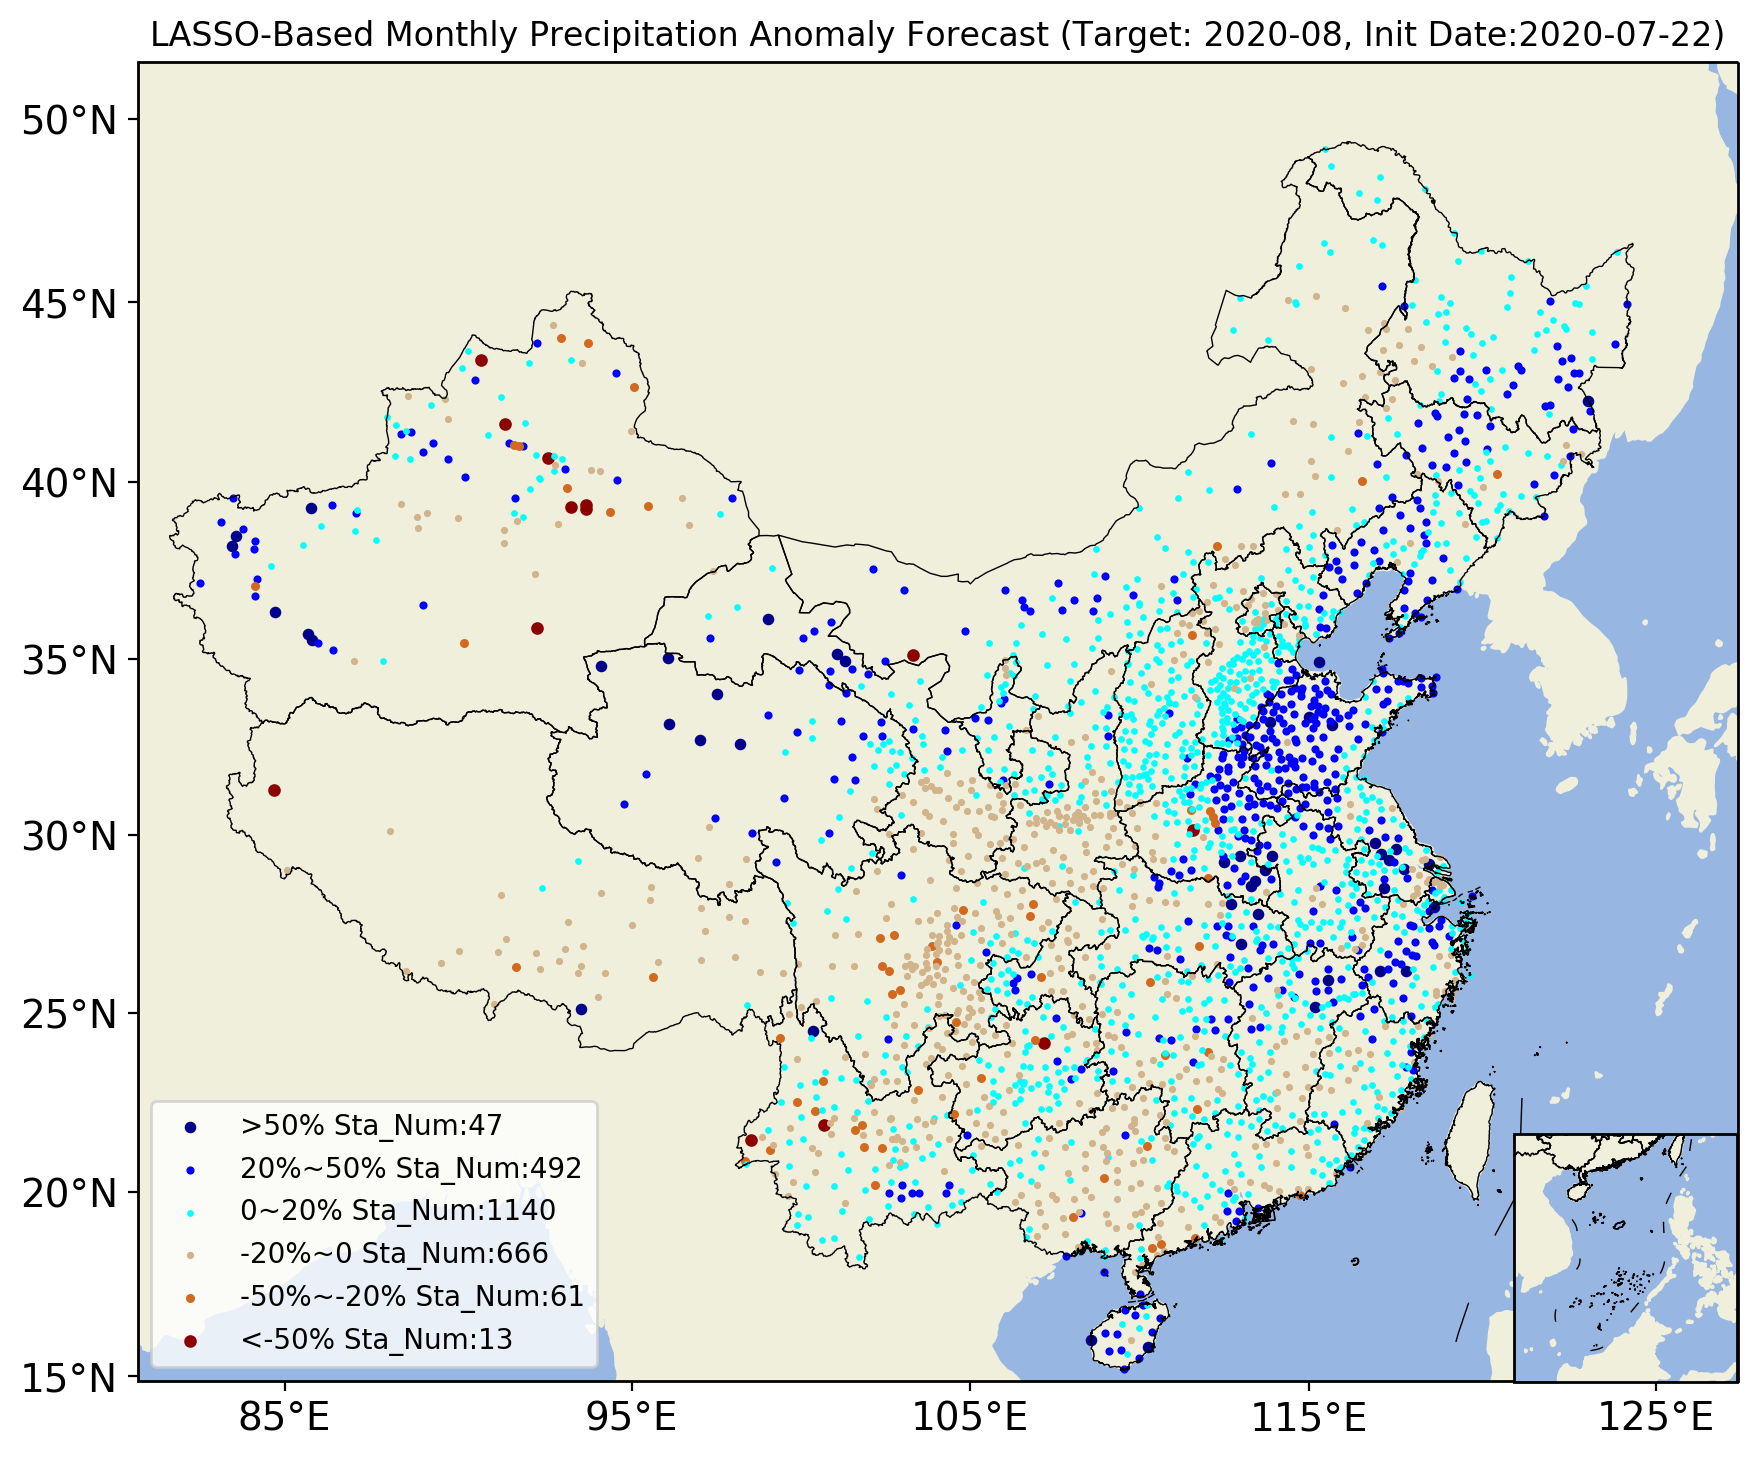 LASSO-Based Monthly Precipitation Anomaly Forecast (Target: 2020-08, Init Date:2020-07-22)
50°N
45°N
40°N
35°N
30°N
25°N
20°N
15°N
>50% Sta_Num:47
20%~50% Sta_Num:492
0~20% Sta_Num:1140
-20%~0 Sta_Num:666
-50%~-20% Sta_Num:61
<-50% Sta_Num:13
85°E
95°E
105°E
115°E
125°E